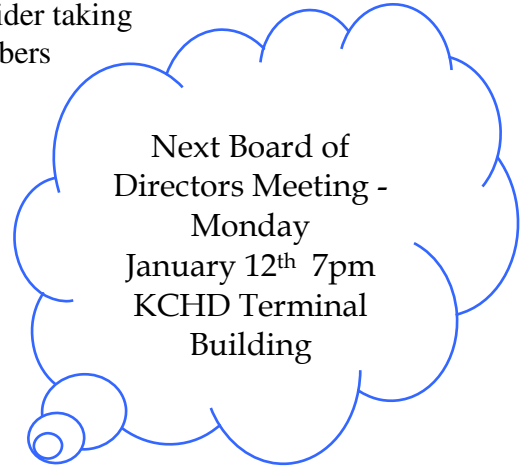 ider taking
bers
Next Board of
Directors Meeting -
Monday
January 12th 7pm
KCHD Terminal
Building